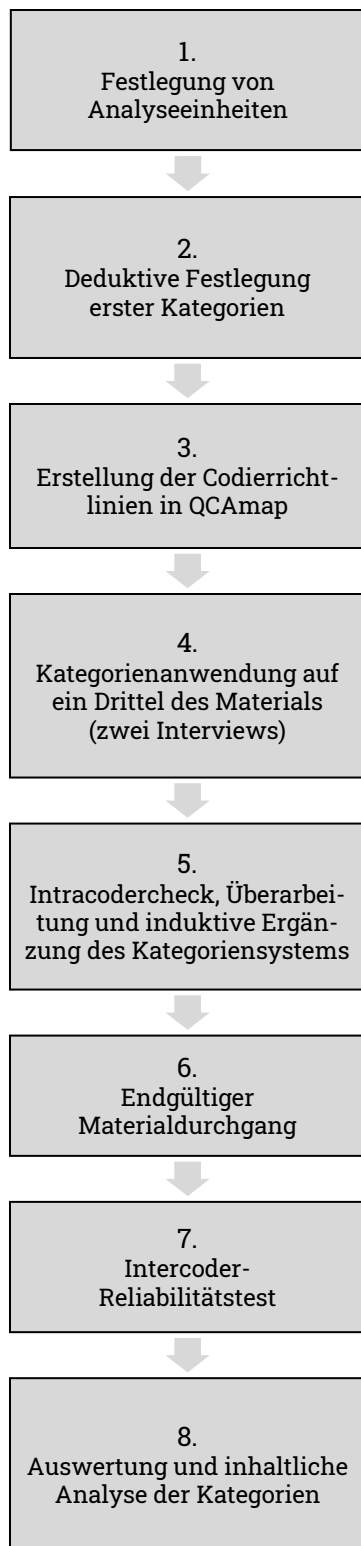 1.
Festlegung von
Analyseeinheiten
2.
Deduktive Festlegung
erster Kategorien
3.
Erstellung der Codierricht-
linien in QCAmap
4.
Kategorienanwendung auf
ein Drittel des Materials
(zwei Interviews)
5.
Intracodercheck, Überarbei-
tung und induktive Ergän-
zung des Kategoriensystems
6.
Endgültiger
Materialdurchgang
7.
Intercoder-
Reliabilitätstest
8.
Auswertung und inhaltliche
Analyse der Kategorien